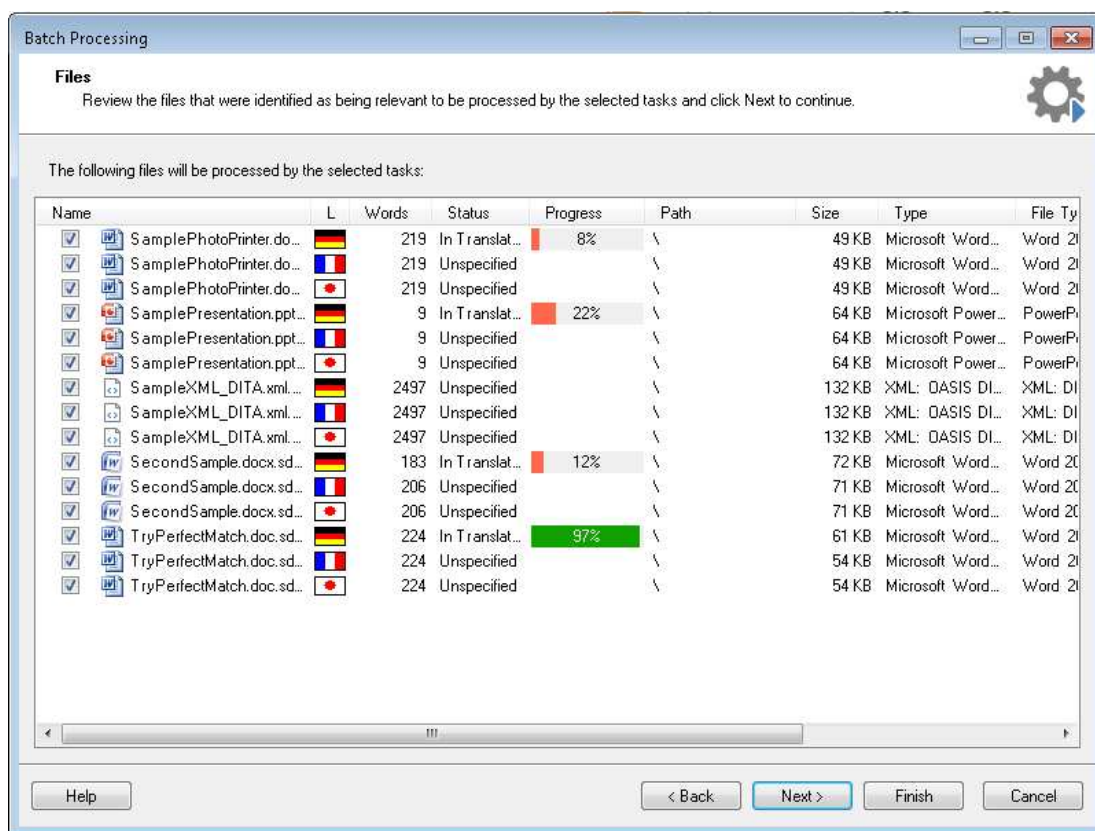 Batch Processing
Files
Review the files that were identified as being relevant to be processed by the selected tasks and click Next to continue.
The following files will be processed by the selected tasks:
Name L Words Status Progress Path Size Type File Ty
SamplePhotoPrinter.do... 219 In Translat... 8% \ 49 KB Microsoft Word... Word 20
SamplePhotoPrinter.do... 219 Unspecified \ 49 KB Microsoft Word... Word 20
SamplePhotoPrinter.do... 219 Unspecified \ 49 KB Microsoft Word... Word 20
SamplePresentation.ppt... 9 In Translat... 22% \ 64 KB Microsoft Power... PowerPo
SamplePresentation.ppt... 9 Unspecified \ 64 KB Microsoft Power... PowerPo
SamplePresentation.ppt... 9 Unspecified \ 64 KB Microsoft Power... PowerPo
SampleXML_DITA.xml.... 2497 Unspecified \ 132 KB XML: OASIS DI... XML: DI
SampleXML_DITA.xml.... 2497 Unspecified \ 132 KB XML: OASIS DI... XML: DI
SampleXML_DITA.xml.... 2497 Unspecified \ 132 KB XML: OASIS DI... XML: DI
SecondSample.docx.sd... 183 In Translat... 12% \ 72 KB Microsoft Word... Word 20
SecondSample.docx.sd... 206 Unspecified \ 71 KB Microsoft Word... Word 20
SecondSample.docx.sd... 206 Unspecified \ 71 KB Microsoft Word... Word 20
TryPerfectMatch.doc.sd... 224 In Translat... 97% \ 61 KB Microsoft Word... Word 20
TryPerfectMatch.doc.sd... 224 Unspecified \ 54 KB Microsoft Word... Word 20
TryPerfectMatch.doc.sd... 224 Unspecified \ 54 KB Microsoft Word... Word 20
Help < Back Next > Finish Cancel